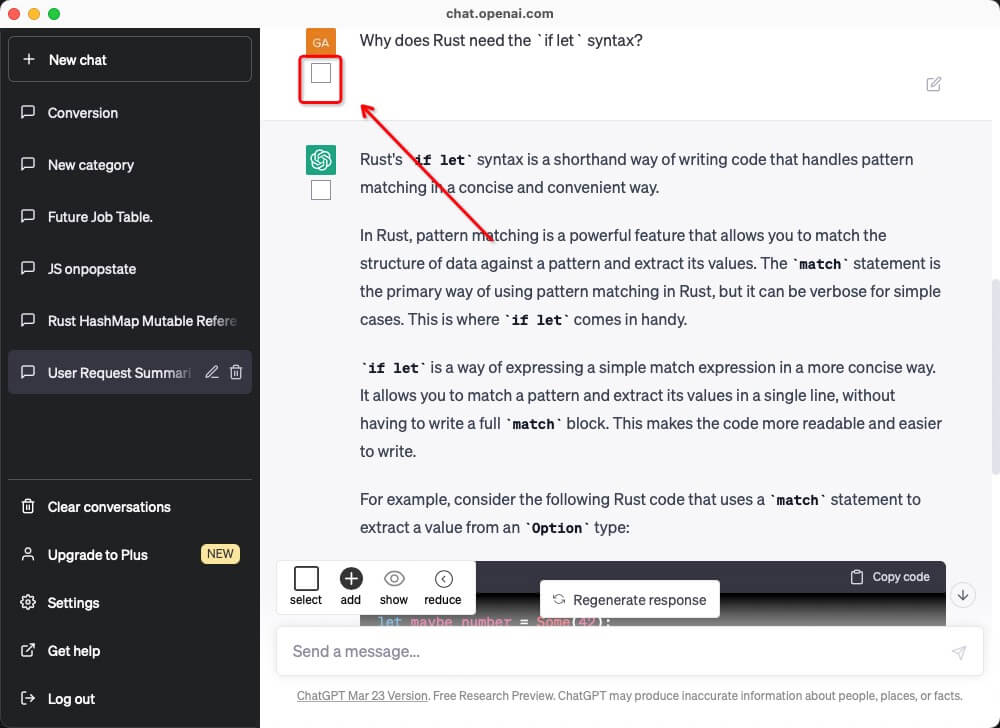 chat.openai.com
New chat
Conversion
New category
Future Job Table.
JS onpopstate
Rust HashMap Mutable Refere
User Request Summari
Clear conversations
Upgrade to Plus NEW
Settings
Get help
Log out
GA
Why does Rust need the `if let` syntax?
Rust's `if let` syntax is a shorthand way of writing code that handles pattern
matching in a concise and convenient way.
In Rust, pattern matching is a powerful feature that allows you to match the
structure of data against a pattern and extract its values. The `match` statement is
the primary way of using pattern matching in Rust, but it can be verbose for simple
cases. This is where `if let` comes in handy.
`if let` is a way of expressing a simple match expression in a more concise way.
It allows you to match a pattern and extract its values in a single line, without
having to write a full `match` block. This makes the code more readable and easier
to write.
For example, consider the following Rust code that uses a `match` statement to
extract a value from an `Option` type:
Copy code
select add show reduce
Regenerate response
let maybe_number = Some(42);
Send a message...
ChatGPT Mar 23 Version. Free Research Preview. ChatGPT may produce inaccurate information about people, places, or facts.